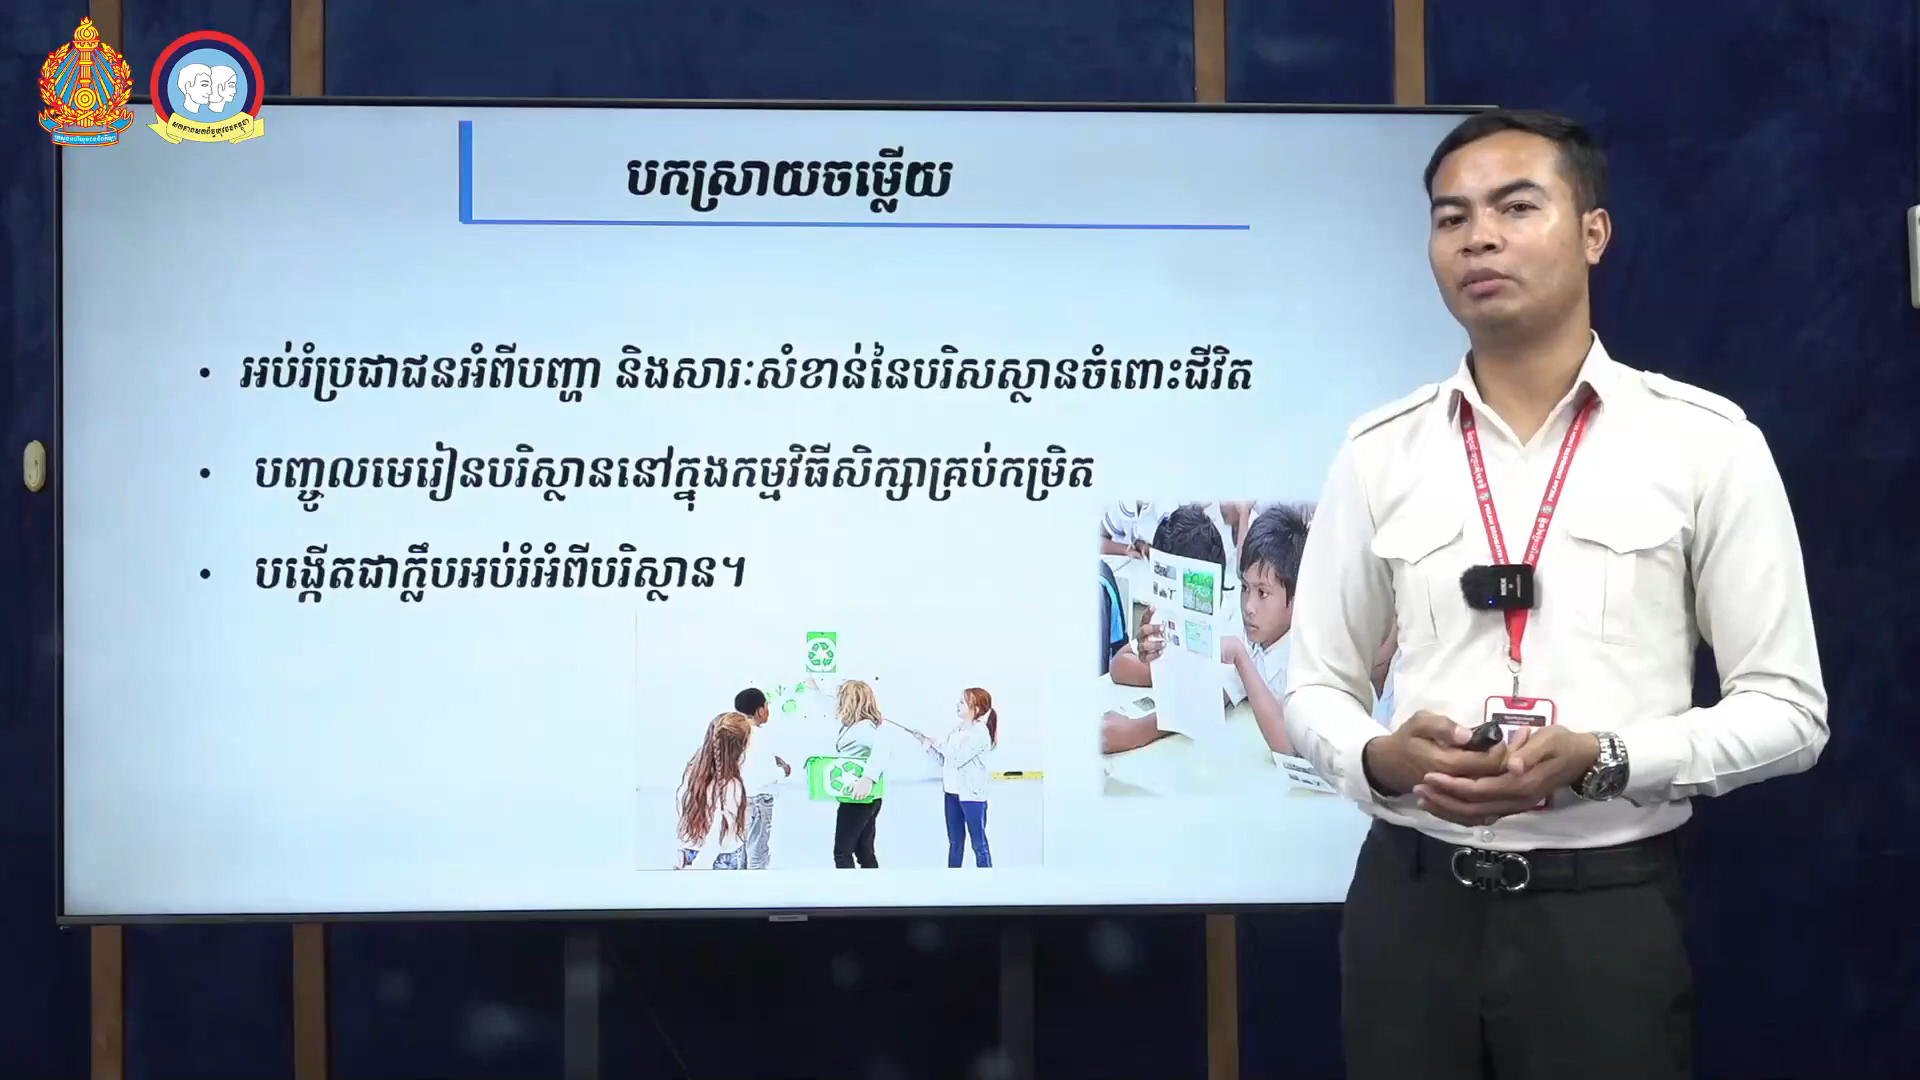 បកស្រាយចម្លើយ
• អប់រំប្រជាជនអំពីបញ្ហា និងសារៈសំខាន់នៃបរិសស្ថានចំពោះជីវិត
• បញ្ចូលមេរៀនបរិស្ថាននៅក្នុងកម្មវិធីសិក្សាគ្រប់កម្រិត
• បង្កើតជាក្លឹបអប់រំអំពីបរិស្ថាន។